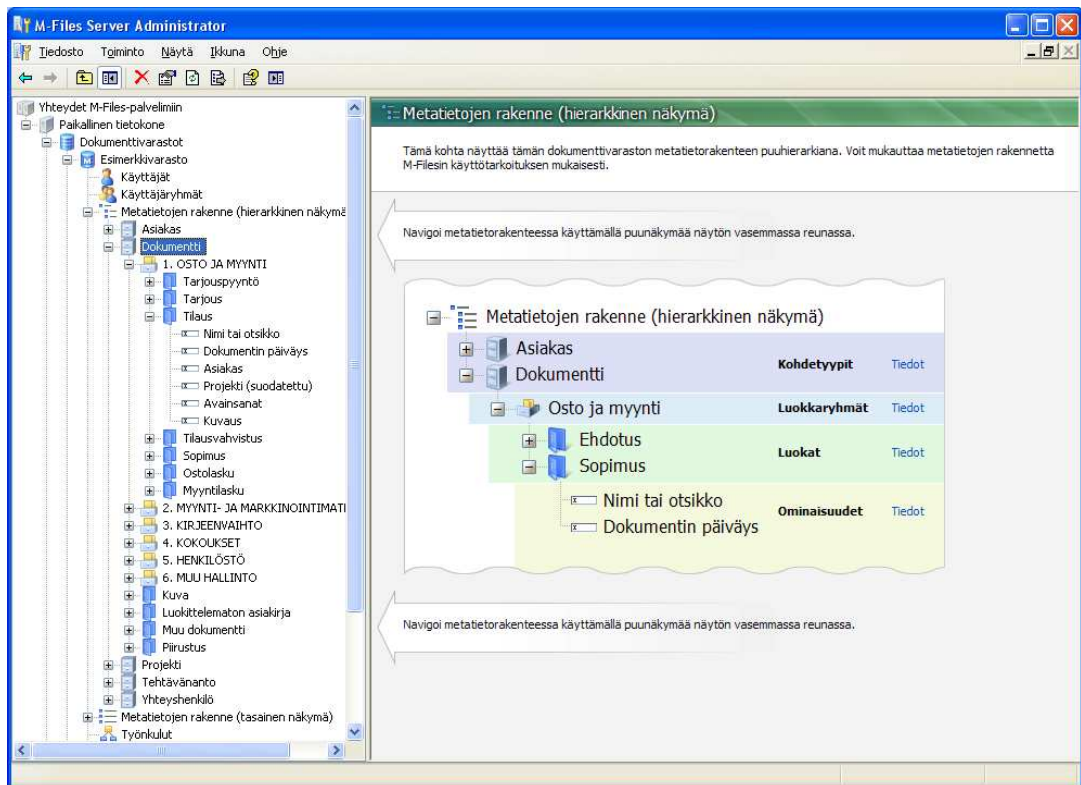 M-Files Server Administrator
Tiedosto Toiminto Näytä Ikkuna Ohje
Yhteydet M-Files-palvelimiin
Paikallinen tietokone
Dokumenttivarastot
Esimerkkivarasto
Käyttäjät
Käyttäjäryhmät
Metatietojen rakenne (hierarkkinen näkymä
Asiakas
Dokumentti
1. OSTO JA MYYNTI
Tarjouspyyntö
Tarjous
Tilaus
Nimi tai otsikko
Dokumentin päiväys
Asiakas
Projekti (suodatettu)
Avainsanat
Kuvaus
Tilausvahvistus
Sopimus
Ostolasku
Myyntilasku
2. MYYNTI- JA MARKKINOINTIMATI
3. KIRJEENVAIHTO
4. KOKOUKSET
5. HENKILÖSTÖ
6. MUU HALLINTO
Kuva
Luokittelematon asiakirja
Muu dokumentti
Piirustus
Projekti
Tehtävänanto
Yhteyshenkilö
Metatietojen rakenne (tasainen näkymä)
Työnkulut
Metatietojen rakenne (hierarkkinen näkymä)
Tämä kohta näyttää tämän dokumenttivaraston metatietorakenteen puuhierarkiana. Voit mukauttaa metatietojen rakennetta
M-Filesin käyttötarkoituksen mukaisesti.
Navigoi metatietorakenteessa käyttämällä puunäkymää näytön vasemmassa reunassa.
Metatietojen rakenne (hierarkkinen näkymä)
Asiakas
Dokumentti
Kohdetyypit Tiedot
Osto ja myynti Luokkaryhmät Tiedot
Ehdotus
Sopimus
Luokat Tiedot
Nimi tai otsikko
Dokumentin päiväys
Ominaisuudet Tiedot
Navigoi metatietorakenteessa käyttämällä puunäkymää näytön vasemmassa reunassa.